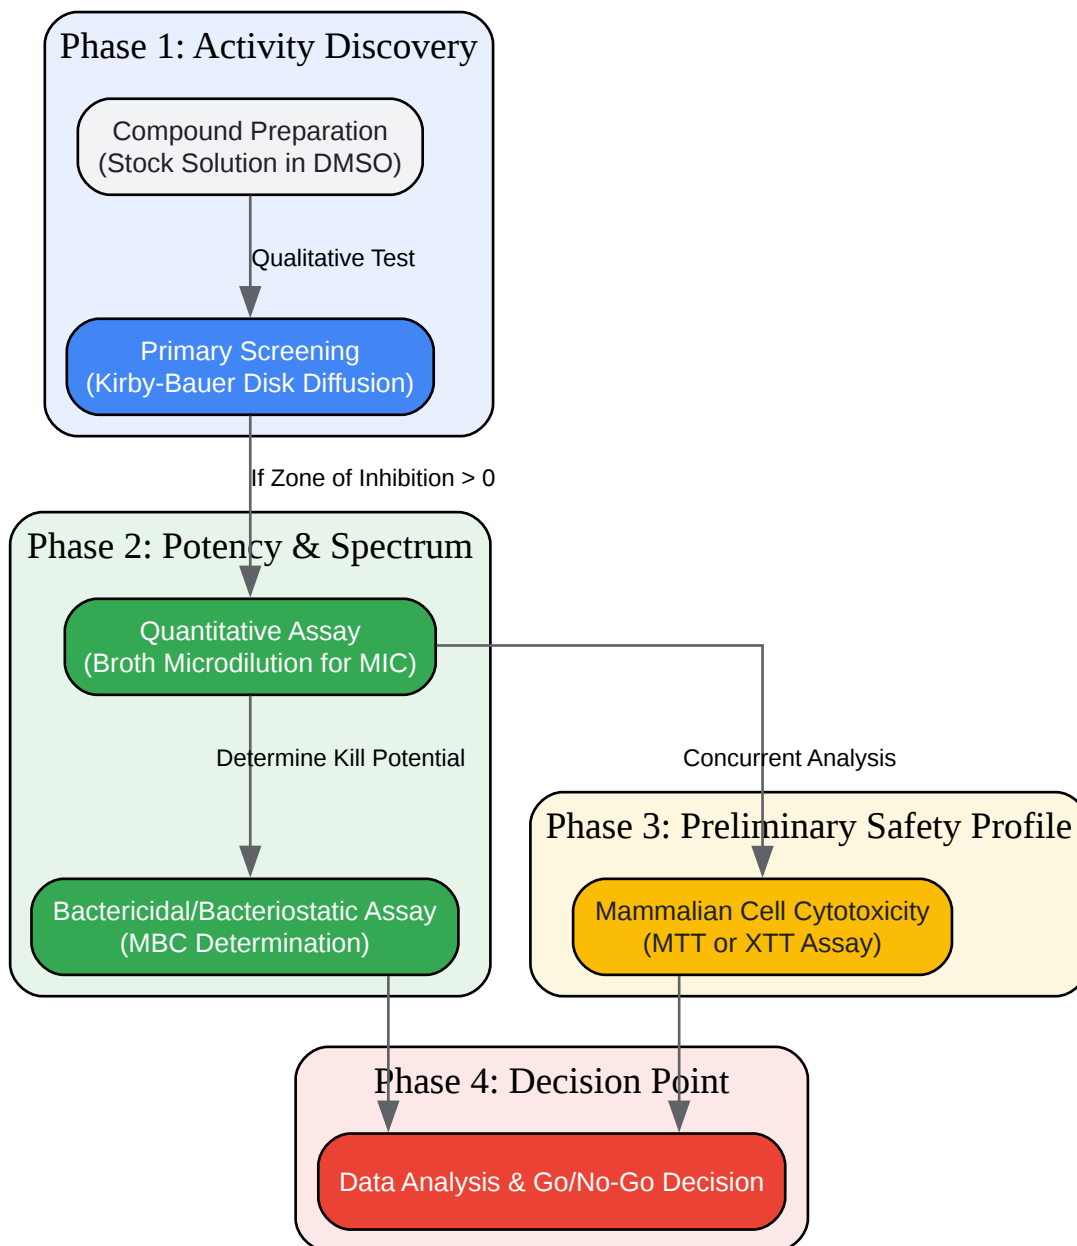 Phase 1: Activity Discovery
Compound Preparation
(Stock Solution in DMSO)
Qualitative Test
Primary Screening
(Kirby-Bauer Disk Diffusion)
If Zone of Inhibition > 0
Phase 2: Potency & Spectrum
Quantitative Assay
(Broth Microdilution for MIC)
Determine Kill Potential
Concurrent Analysis
Phase 3: Preliminary Safety Profile
Bactericidal/Bacteriostatic Assay
(MBC Determination)
Mammalian Cell Cytotoxicity
(MTT or XTT Assay)
Phase 4: Decision Point
Data Analysis & Go/No-Go Decision